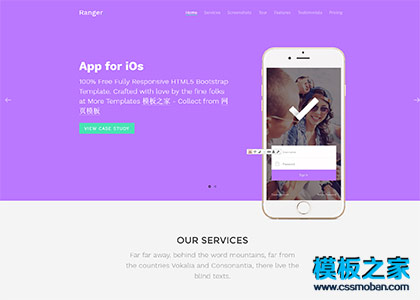 Ranger
Home Services Screenshots Test Features Testimonials Pricing
App for iOs
100% Free Fully Responsive HTML5 Bootstrap
Template. Crafted with love by the fine folks
at More Templates 模板之家 - Collect from 网
页模板
VIEW CASE STUDY
Username
Password
Sign in
OUR SERVICES
Far far away, behind the word mountains, far from
the countries Vokalia and Consonantia, there live the
blind texts.
模板之家
www.cssmoban.com